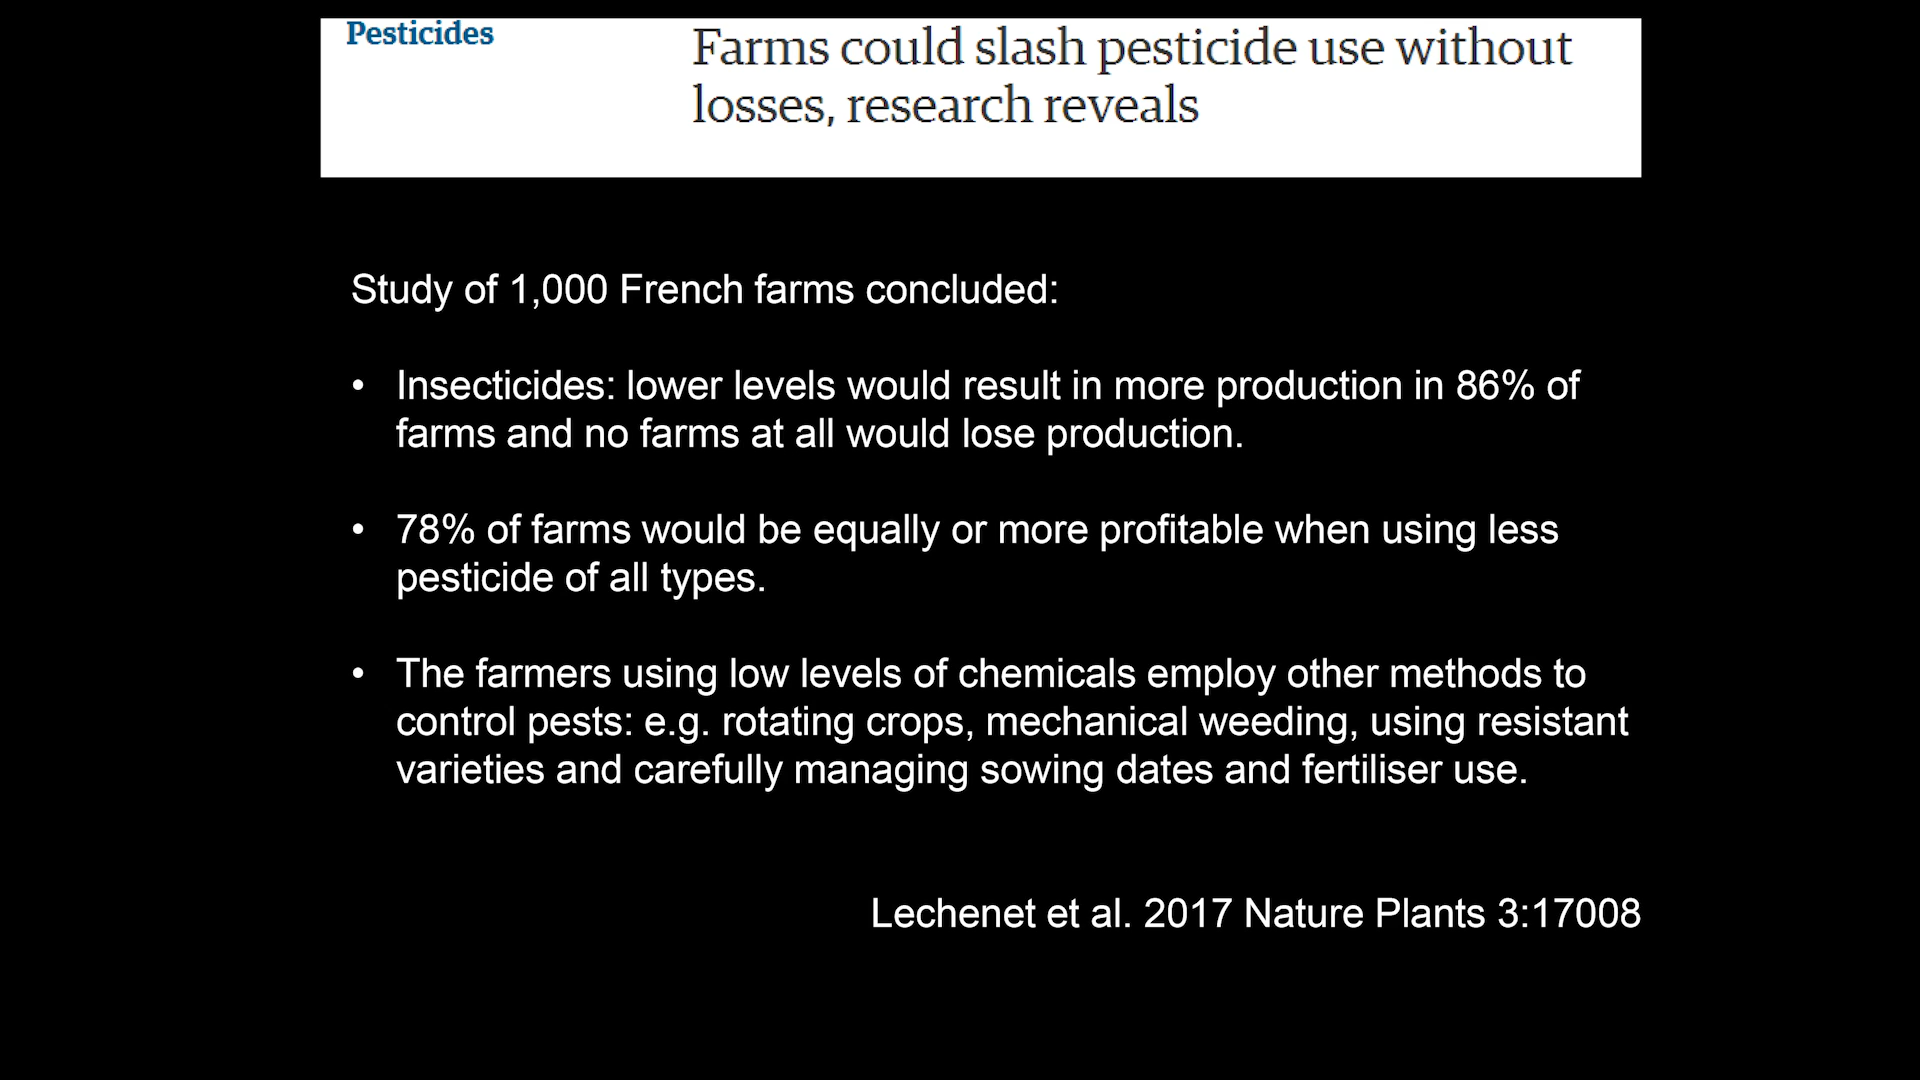 Pesticides
Farms could slash pesticide use without
losses, research reveals
Study of 1,000 French farms concluded:
• Insecticides: lower levels would result in more production in 86% of
farms and no farms at all would lose production.
• 78% of farms would be equally or more profitable when using less
pesticide of all types.
• The farmers using low levels of chemicals employ other methods to
control pests: e.g. rotating crops, mechanical weeding, using resistant
varieties and carefully managing sowing dates and fertiliser use.
Lechenet et al. 2017 Nature Plants 3:17008